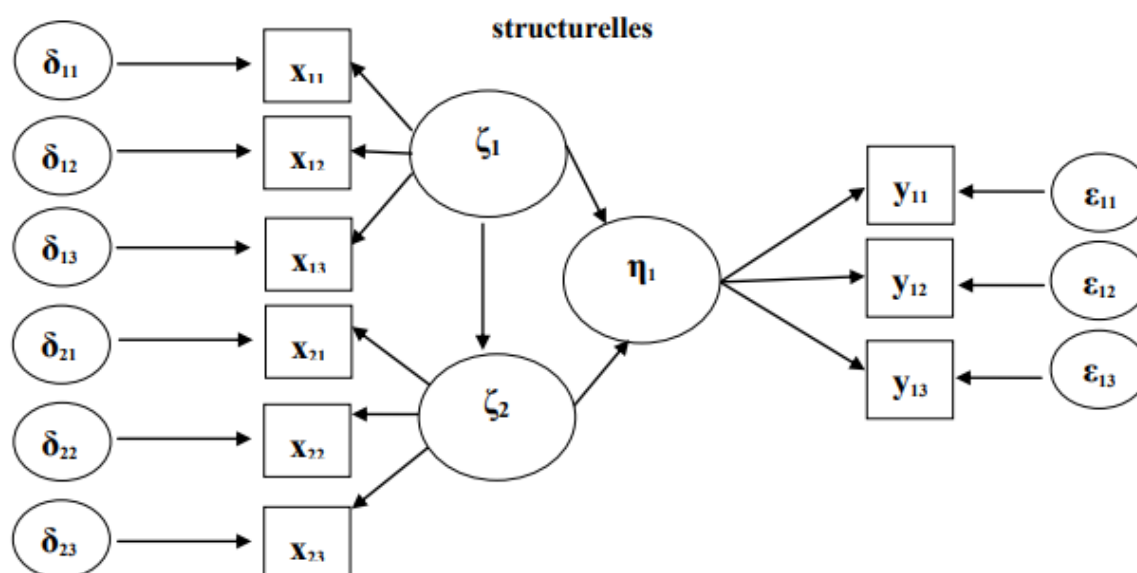 structurelles
δ₁₁
x₁₁
ζ₁
δ₁₂
x₁₂
y₁₁
ε₁₁
δ₁₃
x₁₃
η₁
y₁₂
ε₁₂
δ₂₁
x₂₁
y₁₃
ε₁₃
ζ₂
δ₂₂
x₂₂
δ₂₃
x₂₃